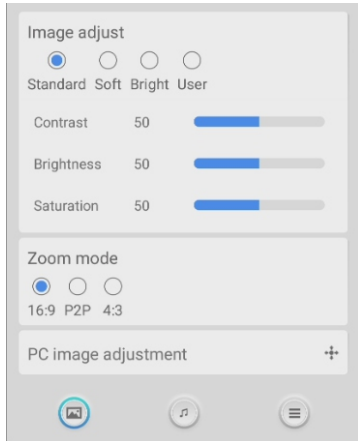 Image adjust
Standard Soft Bright User
Contrast 50
Brightness 50
Saturation 50
Zoom mode
16:9 P2P 4:3
PC image adjustment